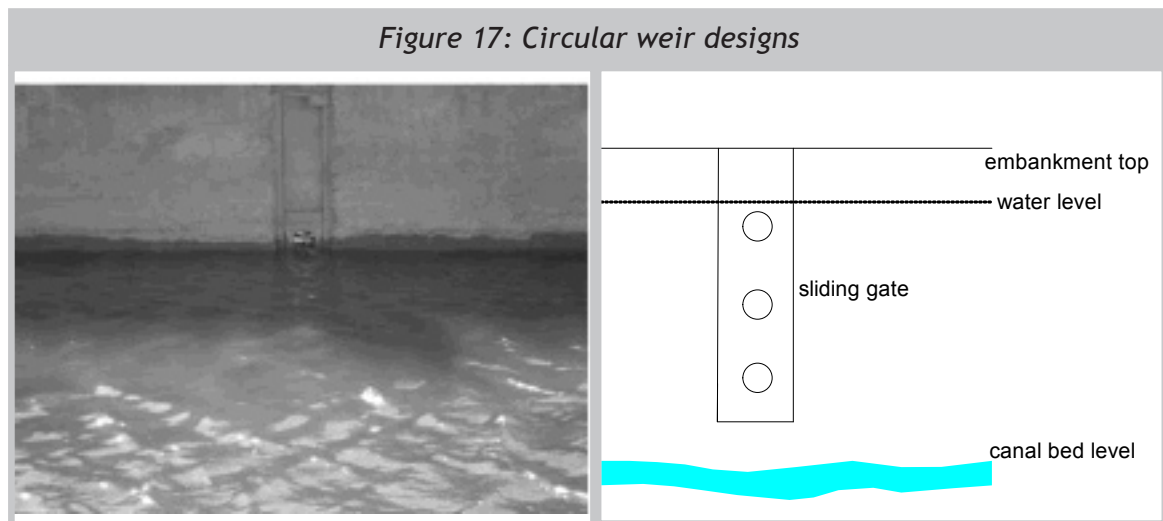 Figure 17: Circular weir designs
embankment top
water level
sliding gate
canal bed level